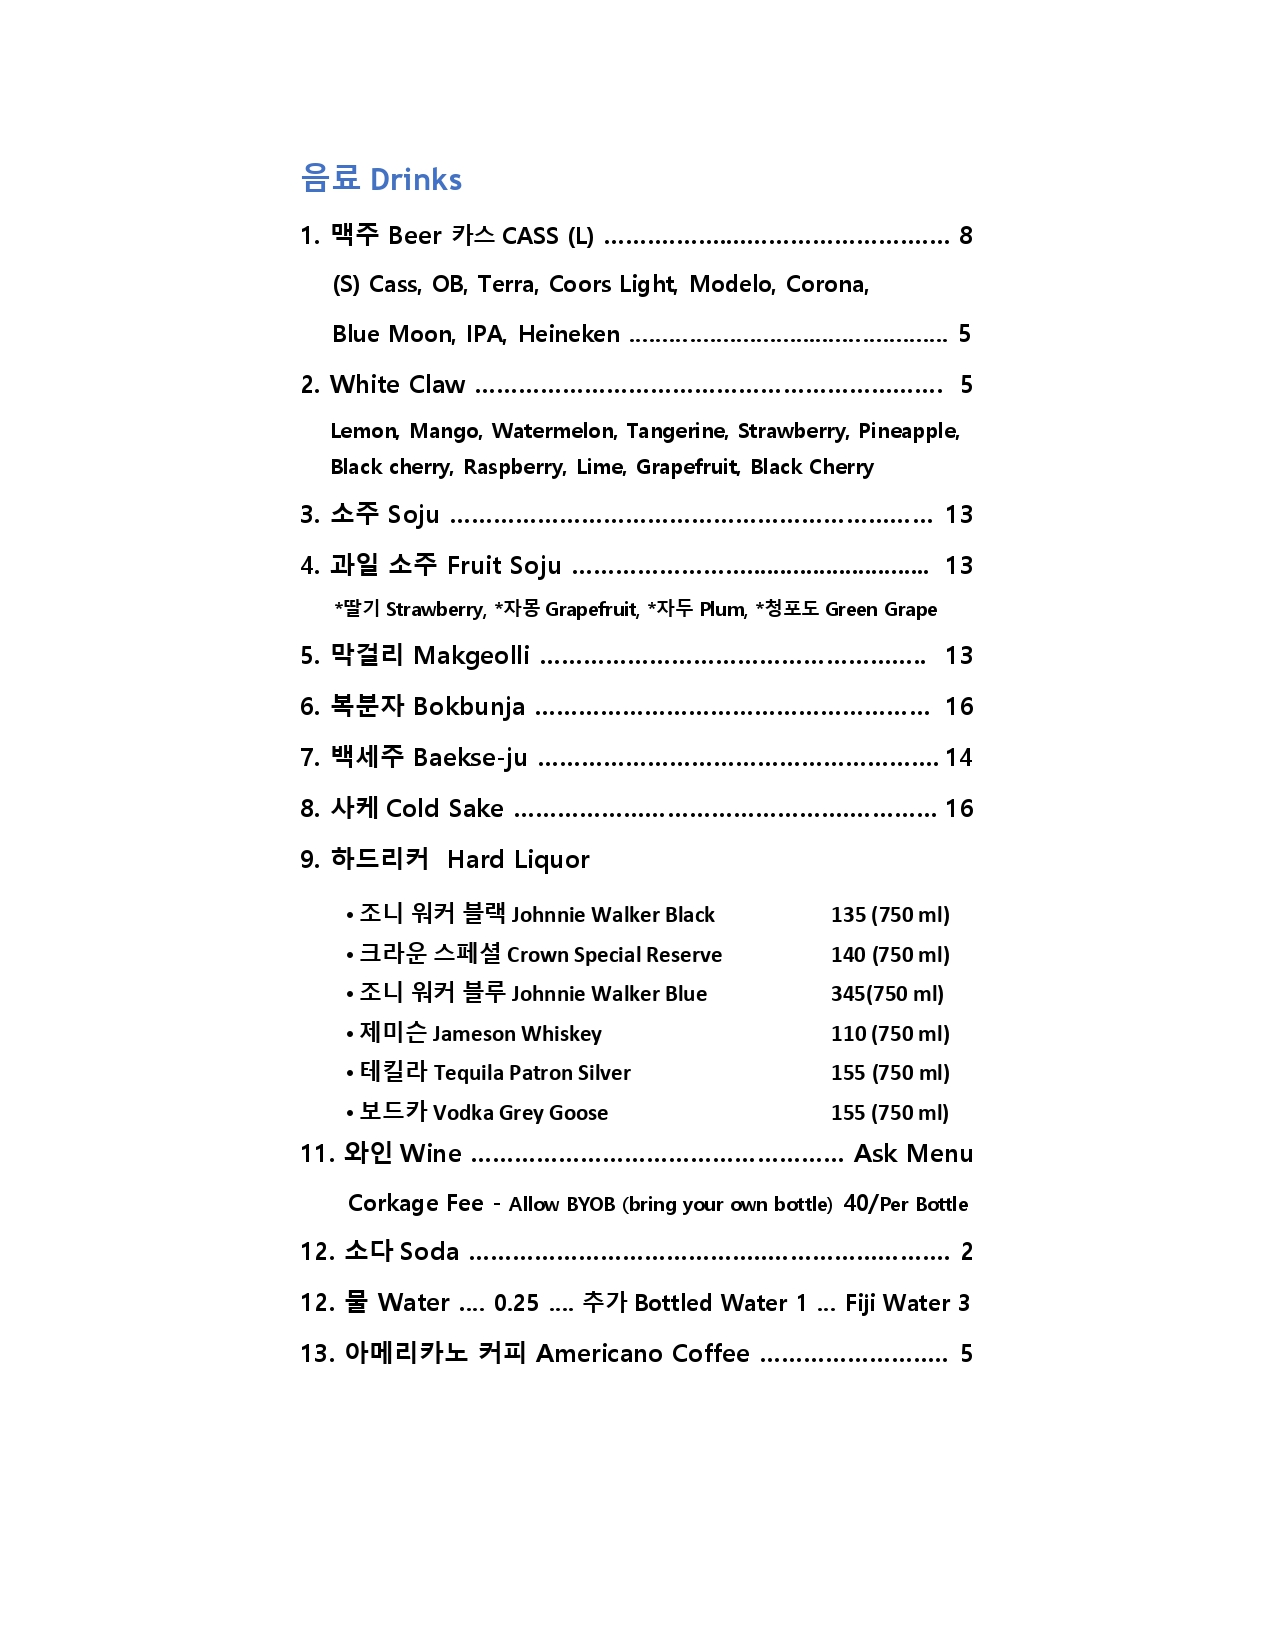 음료 Drinks
1. 맥주 Beer 카스 CASS (L) ................................................ 8
(S) Cass, OB, Terra, Coors Light, Modelo, Corona,
Blue Moon, IPA, Heineken ................................................ 5
2. White Claw ................................................................ 5
Lemon, Mango, Watermelon, Tangerine, Strawberry, Pineapple,
Black cherry, Raspberry, Lime, Grapefruit, Black Cherry
3. 소주 Soju .................................................................. 13
4. 과일 소주 Fruit Soju ................................................ 13
*딸기 Strawberry, *자몽 Grapefruit, *자두 Plum, *청포도 Green Grape
5. 막걸리 Makgeolli ..................................................... 13
6. 복분자 Bokbunja ...................................................... 16
7. 백세주 Baekse-ju ...................................................... 14
8. 사케 Cold Sake ......................................................... 16
9. 하드리커 Hard Liquor
• 조니 워커 블랙 Johnnie Walker Black 135 (750 ml)
• 크라운 스페셜 Crown Special Reserve 140 (750 ml)
• 조니 워커 블루 Johnnie Walker Blue 345(750 ml)
• 제미슨 Jameson Whiskey 110 (750 ml)
• 테킬라 Tequila Patron Silver 155 (750 ml)
• 보드카 Vodka Grey Goose 155 (750 ml)
11. 와인 Wine .................................................. Ask Menu
Corkage Fee - Allow BYOB (bring your own bottle) 40/Per Bottle
12. 소다 Soda ................................................................. 2
12. 물 Water .... 0.25 .... 추가 Bottled Water 1 ... Fiji Water 3
13. 아메리카노 커피 Americano Coffee .......................... 5